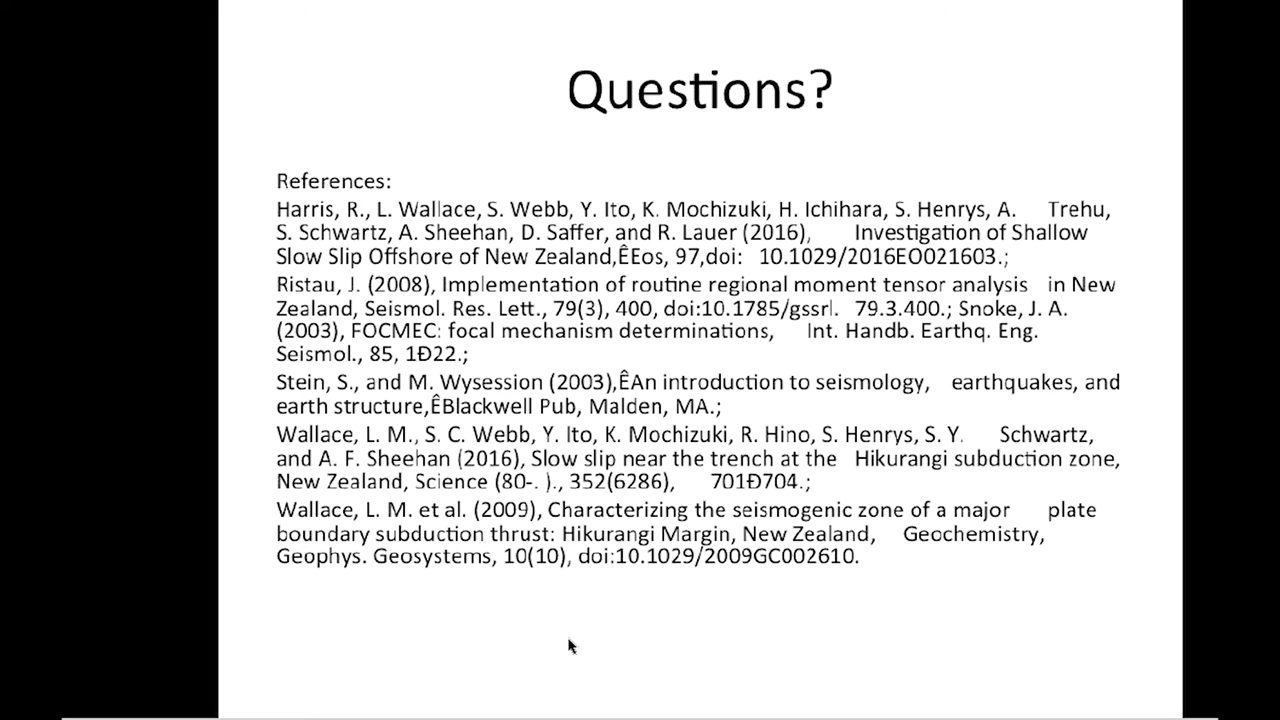 Questions?
References:
Harris, R., L. Wallace, S. Webb, Y. Ito, K. Mochizuki, H. Ichihara, S. Henrys, A. Trehu,
S. Schwartz, A. Sheehan, D. Saffer, and R. Lauer (2016), Investigation of Shallow
Slow Slip Offshore of New Zealand,ÊEos, 97,doi: 10.1029/2016EO021603.;
Ristau, J. (2008), Implementation of routine regional moment tensor analysis in New
Zealand, Seismol. Res. Lett., 79(3), 400, doi:10.1785/gssrl. 79.3.400.; Snoke, J. A.
(2003), FOCMEC: focal mechanism determinations, Int. Handb. Earthq. Eng.
Seismol., 85, 1Ð22.;
Stein, S., and M. Wysession (2003),ÊAn introduction to seismology, earthquakes, and
earth structure,ÊBlackwell Pub, Malden, MA.;
Wallace, L. M., S. C. Webb, Y. Ito, K. Mochizuki, R. Hino, S. Henrys, S. Y. Schwartz,
and A. F. Sheehan (2016), Slow slip near the trench at the Hikurangi subduction zone,
New Zealand, Science (80-. )., 352(6286), 701Ð704.;
Wallace, L. M. et al. (2009), Characterizing the seismogenic zone of a major plate
boundary subduction thrust: Hikurangi Margin, New Zealand, Geochemistry,
Geophys. Geosystems, 10(10), doi:10.1029/2009GC002610.